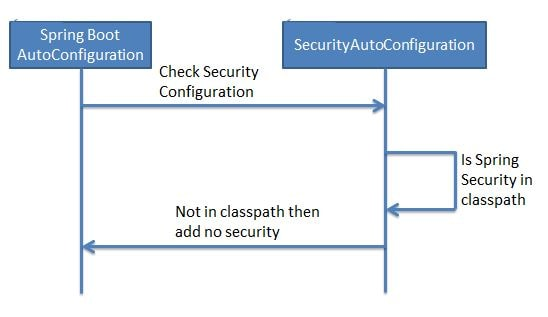 Spring Boot
AutoConfiguration
SecurityAutoConfiguration
Check Security
Configuration
Is Spring
Security in
classpath
Not in classpath then
add no security